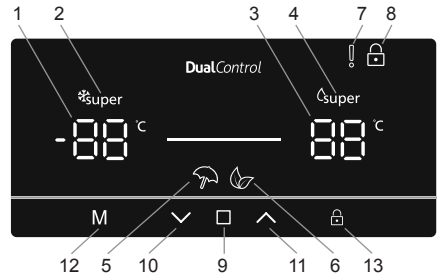 1 2 3 4 7 8
DualControl
super super
-88 °C 88 °C
M
12 5 10 9 11 6 13